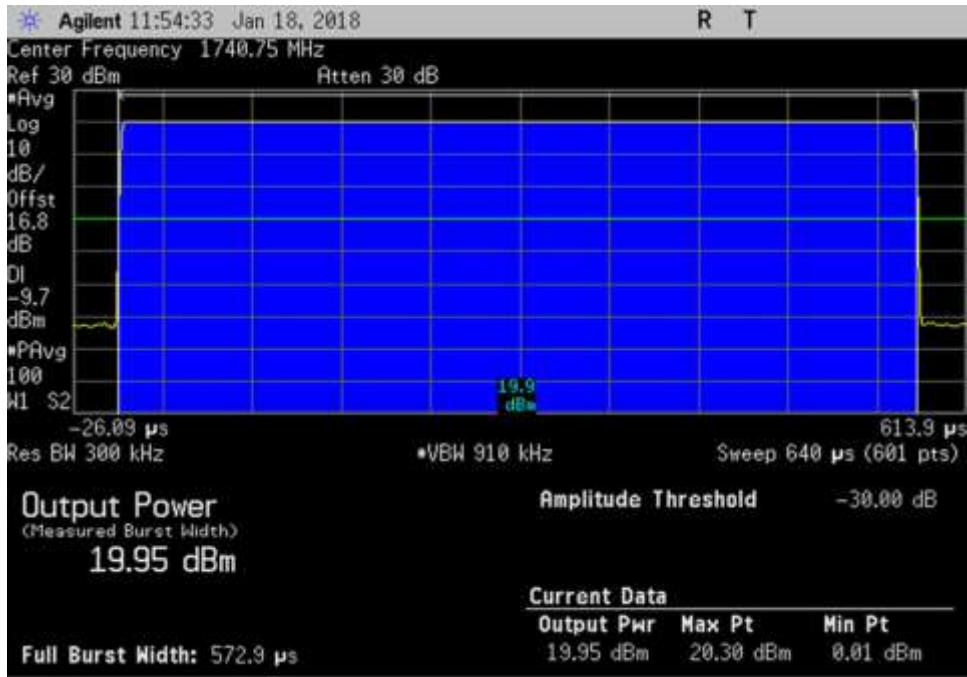 Agilent 11:54:33 Jan 18, 2018 R T
Center Frequency 1740.75 MHz
Ref 30 dBm Atten 30 dB
*Avg
Log
10
dB/
Offst
16.8
dB
DI
-9.7
dBm
*PAvg
100
W1 S2
19.9
dBm
-26.09 µs 613.9 µs
Res BW 300 kHz *VBW 910 kHz Sweep 640 µs (601 pts)
Output Power
(Measured Burst Width)
19.95 dBm
Amplitude Threshold -30.00 dB
Current Data
Output Pwr Max Pt Min Pt
19.95 dBm 20.30 dBm 0.01 dBm
Full Burst Width: 572.9 µs